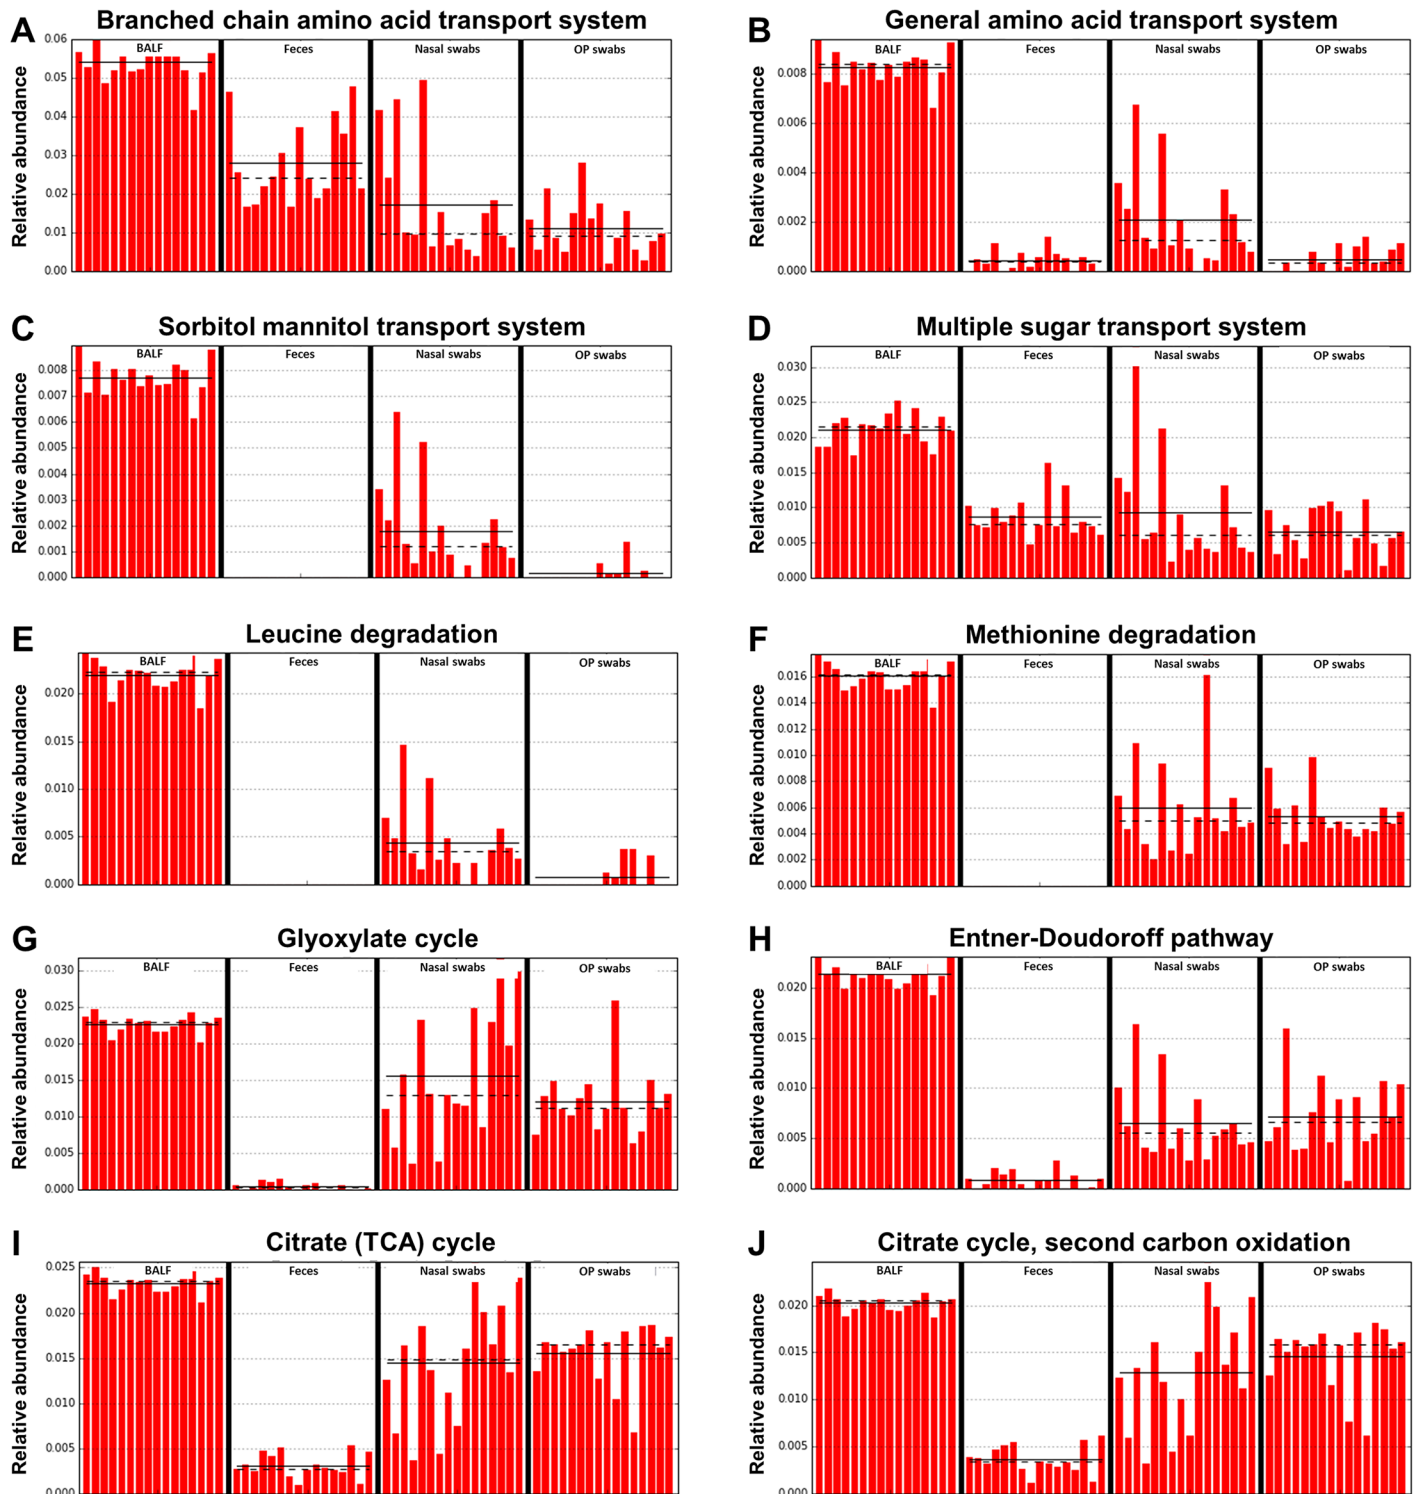 A Branched chain amino acid transport system
Relative abundance
0.06
0.05
0.04
0.03
0.02
0.01
0.00
BALF Feces Nasal swabs OP swabs
B General amino acid transport system
Relative abundance
0.008
0.006
0.004
0.002
0.000
BALF Feces Nasal swabs OP swabs
C Sorbitol mannitol transport system
Relative abundance
0.008
0.007
0.006
0.005
0.004
0.003
0.002
0.001
0.000
BALF Feces Nasal swabs OP swabs
D Multiple sugar transport system
Relative abundance
0.030
0.025
0.020
0.015
0.010
0.005
0.000
BALF Feces Nasal swabs OP swabs
E Leucine degradation
Relative abundance
0.020
0.015
0.010
0.005
0.000
BALF Feces Nasal swabs OP swabs
F Methionine degradation
Relative abundance
0.016
0.014
0.012
0.010
0.008
0.006
0.004
0.002
0.000
BALF Feces Nasal swabs OP swabs
G Glyoxylate cycle
Relative abundance
0.030
0.025
0.020
0.015
0.010
0.005
0.000
BALF Feces Nasal swabs OP swabs
H Entner-Doudoroff pathway
Relative abundance
0.020
0.015
0.010
0.005
0.000
BALF Feces Nasal swabs OP swabs
I Citrate (TCA) cycle
Relative abundance
0.025
0.020
0.015
0.010
0.005
0.000
BALF Feces Nasal swabs OP swabs
J Citrate cycle, second carbon oxidation
Relative abundance
0.020
0.015
0.010
0.005
0.000
BALF Feces Nasal swabs OP swabs